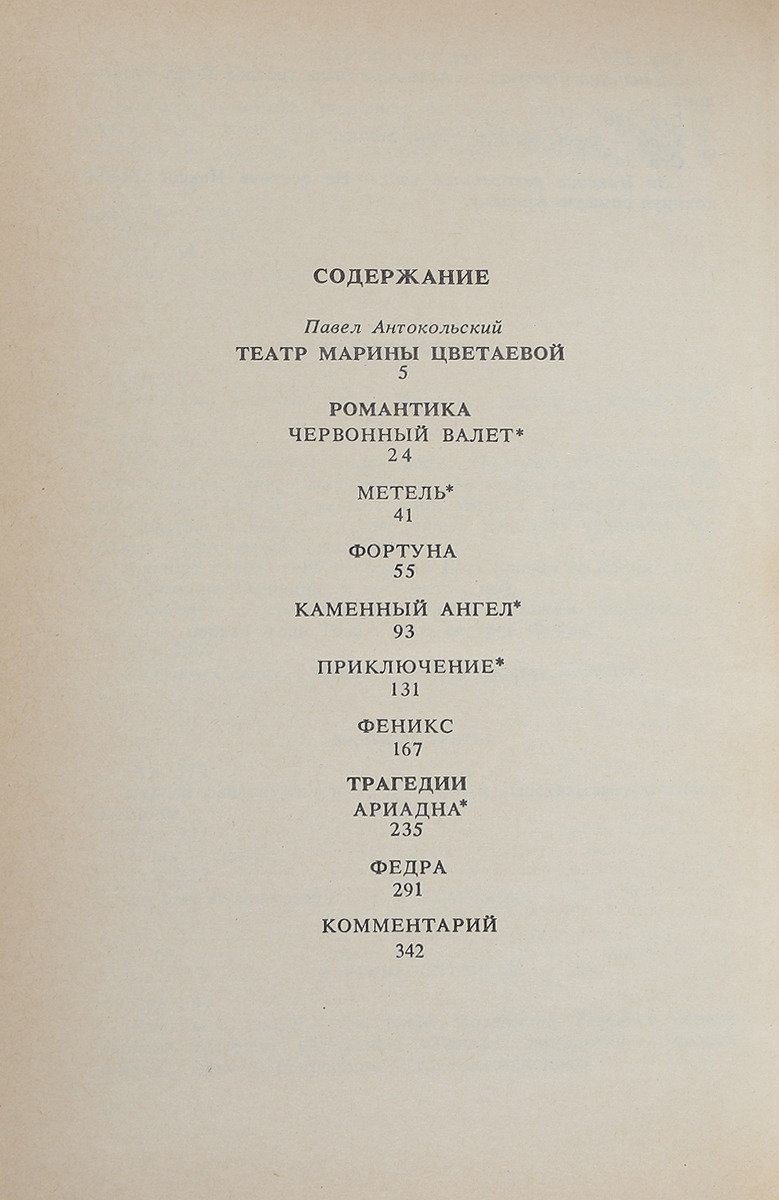 СОДЕРЖАНИЕ
Павел Антокольский
ТЕАТР МАРИНЫ ЦВЕТАЕВОЙ
5
РОМАНТИКА
ЧЕРВОННЫЙ ВАЛЕТ*
24
МЕТЕЛЬ*
41
ФОРТУНА
55
КАМЕННЫЙ АНГЕЛ*
93
ПРИКЛЮЧЕНИЕ*
131
ФЕНИКС
167
ТРАГЕДИИ
АРИАДНА*
235
ФЕДРА
291
КОММЕНТАРИЙ
342